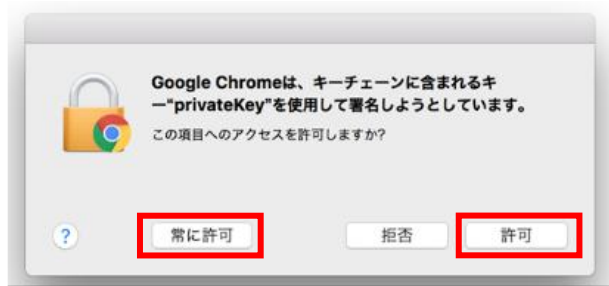 Google Chromeは、キーチェーンに含まれるキ
ー"privateKey"を使用して署名しようとしています。
この項目へのアクセスを許可しますか?
?
常に許可
拒否
許可